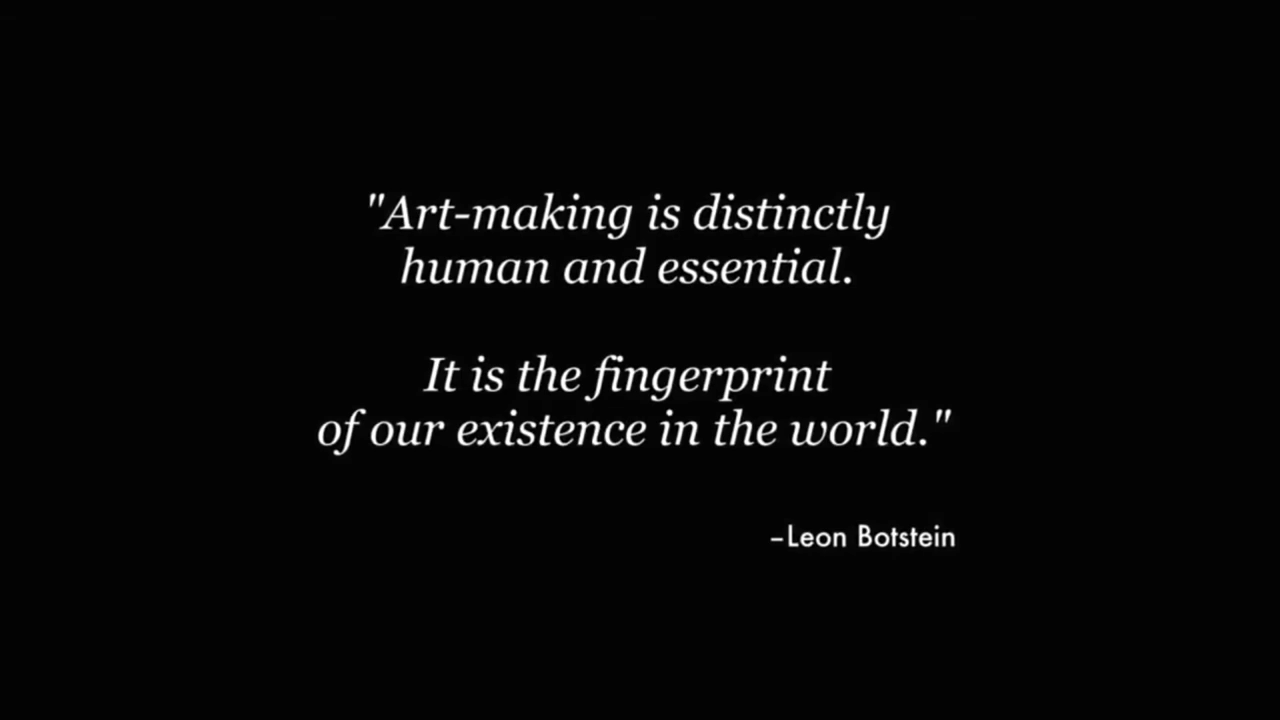 "Art-making is distinctly
human and essential.
It is the fingerprint
of our existence in the world."
–Leon Botstein